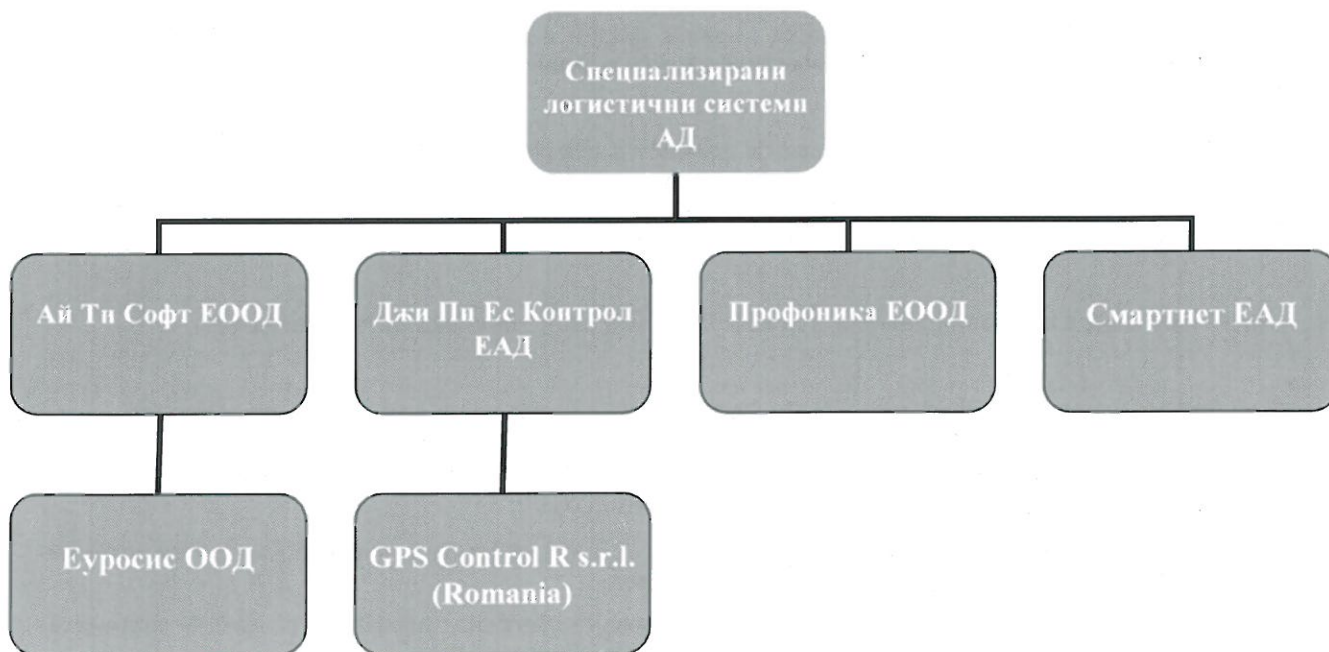 Специализирани
логистични системи
АД
Ай Ти Софт ЕООД
Джи Пи Ес Контрол
ЕАД
Профоника ЕООД
Смартнет ЕАД
Еуросис ООД
GPS Control R s.r.l.
(Romania)